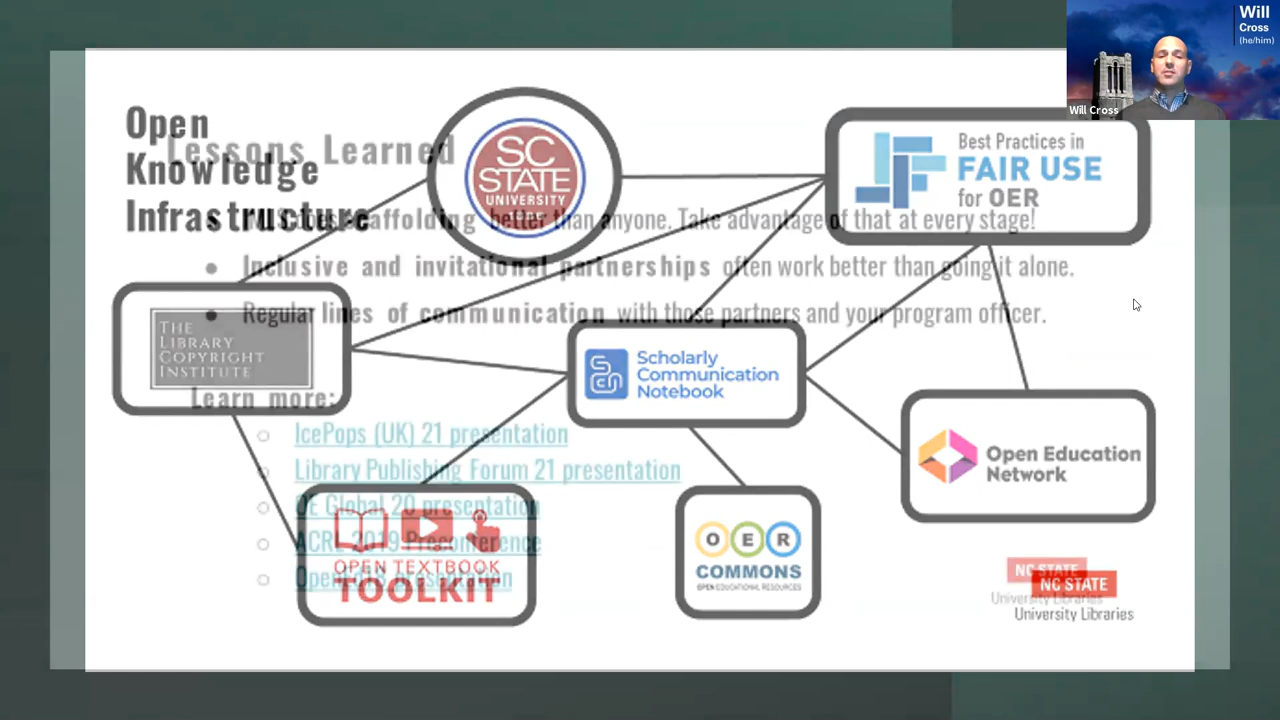 Will
Cross
(he/him)
Will Cross
Open
Knowledge
Infrastructure
Lessons Learned
SC
STATE
UNIVERSITY
Best Practices in
FAIR USE
for OER
better than anyone. Take advantage of that at every stage!
Inclusive and invitational partnerships often work better than going it alone.
Regular lines of communication with those partners and your program officer.
THE
LIBRARY
COPYRIGHT
INSTITUTE
Scholarly
Communication
Notebook
Learn more:
IcePops (UK) 21 presentation
Library Publishing Forum 21 presentation
OE Global 20 presentation
ACRL 2019 Preconference
presentation
Open Education
Network
OPEN TEXTBOOK
TOOLKIT
OER
COMMONS
OPEN EDUCATIONAL RESOURCES
NC STATE
University Libraries
NC STATE
University Libraries